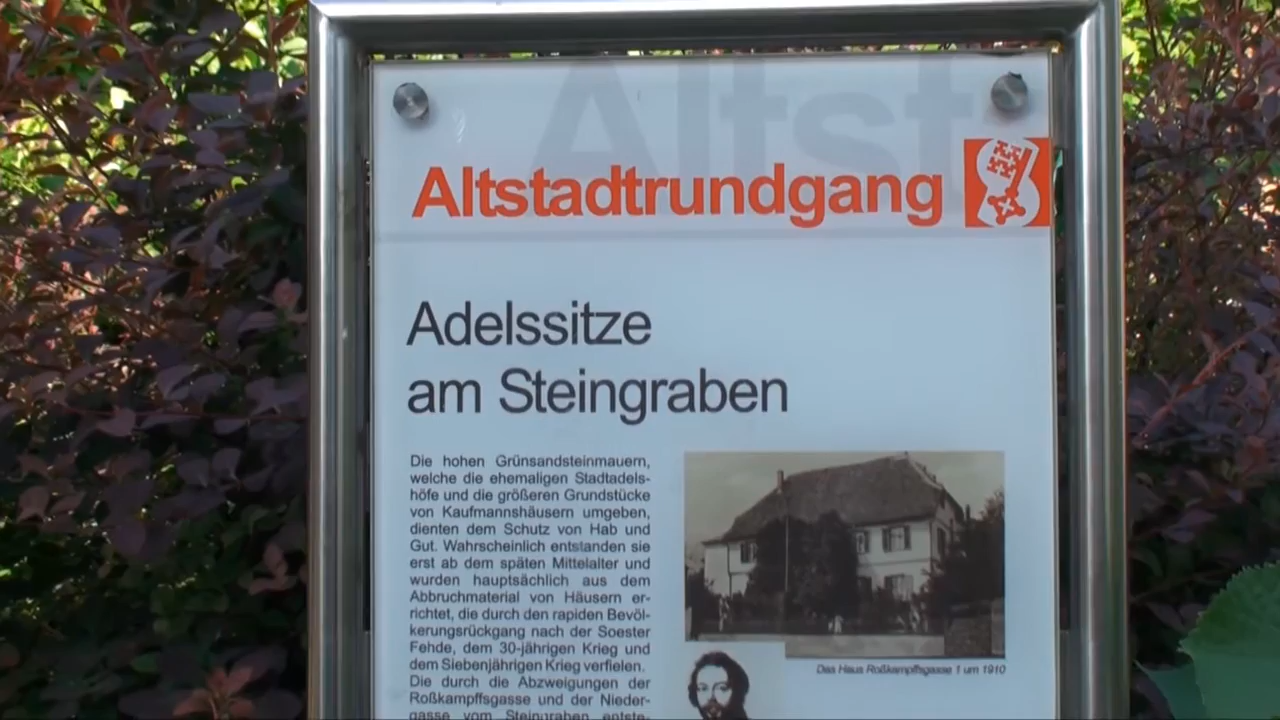 Altst
Altstadtrundgang
Adelssitze
am Steingraben
Die hohen Grünsandsteinmauern,
welche die ehemaligen Stadtadels-
höfe und die größeren Grundstücke
von Kaufmannshäusern umgeben,
dienten dem Schutz von Hab und
Gut. Wahrscheinlich entstanden sie
erst ab dem späten Mittelalter und
wurden hauptsächlich aus dem
Abbruchmaterial von Häusern er-
richtet, die durch den rapiden Bevöl-
kerungsrückgang nach der Soester
Fehde, dem 30-jährigen Krieg und
dem Siebenjährigen Krieg verfielen.
Die durch die Abzweigungen der
Roßkampffsgasse und der Nieder-
gasse vom Steingraben entste-
Das Haus Roßkampffsgasse 1 um 1910